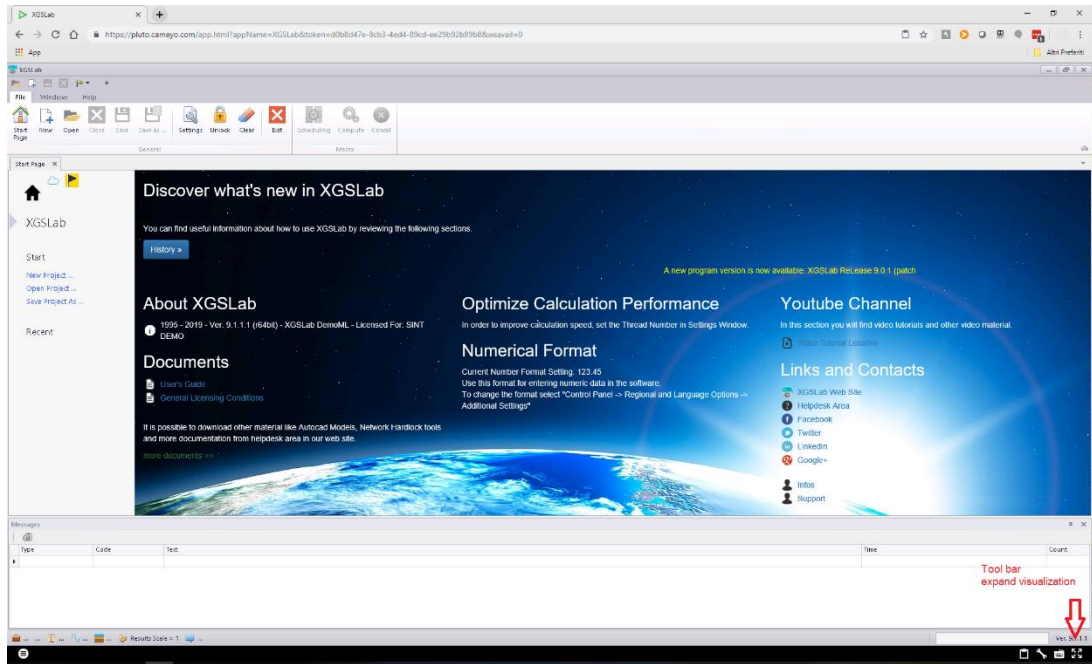 XGSLab
https://pluto.cameyo.com/app.html?appName=XGSLab&token=d0b8d47e-8cb3-4ed4-89cd-ee29b92b89b8&wsavail=0
App
Altri Preferiti
XGSLab
File Windows Help
Start Page New Open Close Save Save as ... Settings Unlock Clear Exit Scheduling Compute Cancel
General Macro
Start Page
Discover what's new in XGSLab
XGSLab
You can find useful information about how to use XGSLab by reviewing the following sections.
History »
Start
New Project ...
Open Project ...
Save Project As ...
Recent
A new program version is now available: XGSLab ReLease 9.0.1 (patch
About XGSLab
1995 - 2019 - Ver. 9.1.1.1 (r64bit) - XGSLab DemoML - Licensed For: SINT
DEMO
Documents
User's Guide
General Licensing Conditions
It is possible to download other material like Autocad Models, Network Hardlock tools
and more documentation from helpdesk area in our web site.
more documents >>
Optimize Calculation Performance
In order to improve calculation speed, set the Thread Number in Settings Window.
Numerical Format
Current Number Format Setting: 123.45
Use this format for entering numeric data in the software.
To change the format select "Control Panel -> Regional and Language Options ->
Additional Settings"
Youtube Channel
In this section you will find video tutorials and other video material.
Video Tutorial Lessons
Links and Contacts
XGSLab Web Site
Helpdesk Area
Facebook
Twitter
LinkedIn
Google+
Infos
Support
Messages
Type Code Text Time Count
Tool bar
expand visualization
Results Scale = 1
Ver. 9.1.1.1